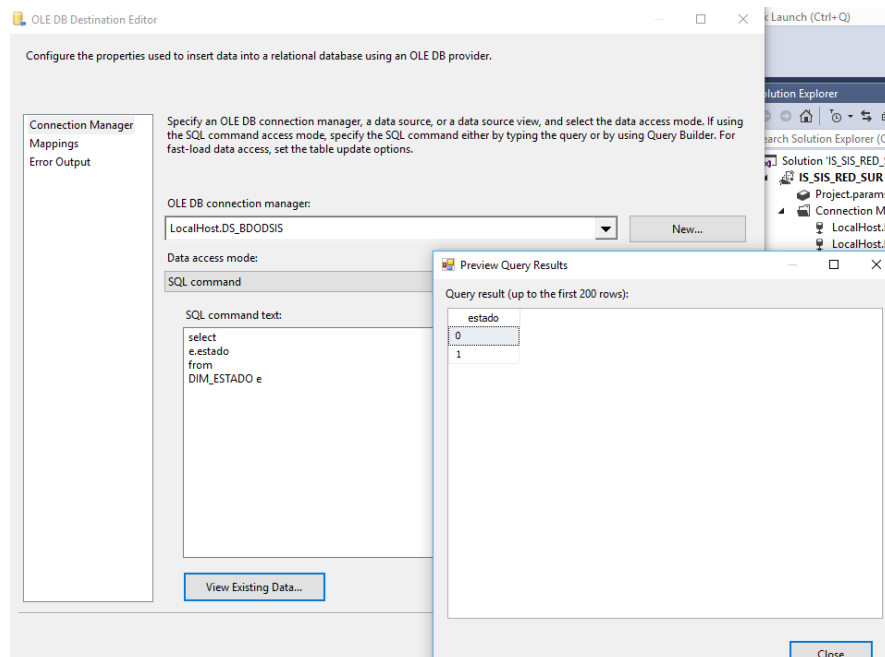 OLE DB Destination Editor
Launch (Ctrl+Q)
Configure the properties used to insert data into a relational database using an OLE DB provider.
Solution Explorer
Search Solution Explorer (C
Connection Manager
Mappings
Error Output
Specify an OLE DB connection manager, a data source, or a data source view, and select the data access mode. If using
the SQL command access mode, specify the SQL command either by typing the query or by using Query Builder. For
fast-load data access, set the table update options.
Solution 'IS_SIS_RED_
IS_SIS_RED_SUR
Project.params
Connection M
LocalHost.
LocalHost.
OLE DB connection manager:
LocalHost.DS_BDODSIS
New...
Data access mode:
SQL command
SQL command text:
select
e.estado
from
DIM_ESTADO e
View Existing Data...
Preview Query Results
Query result (up to the first 200 rows):
estado
0
1
Close